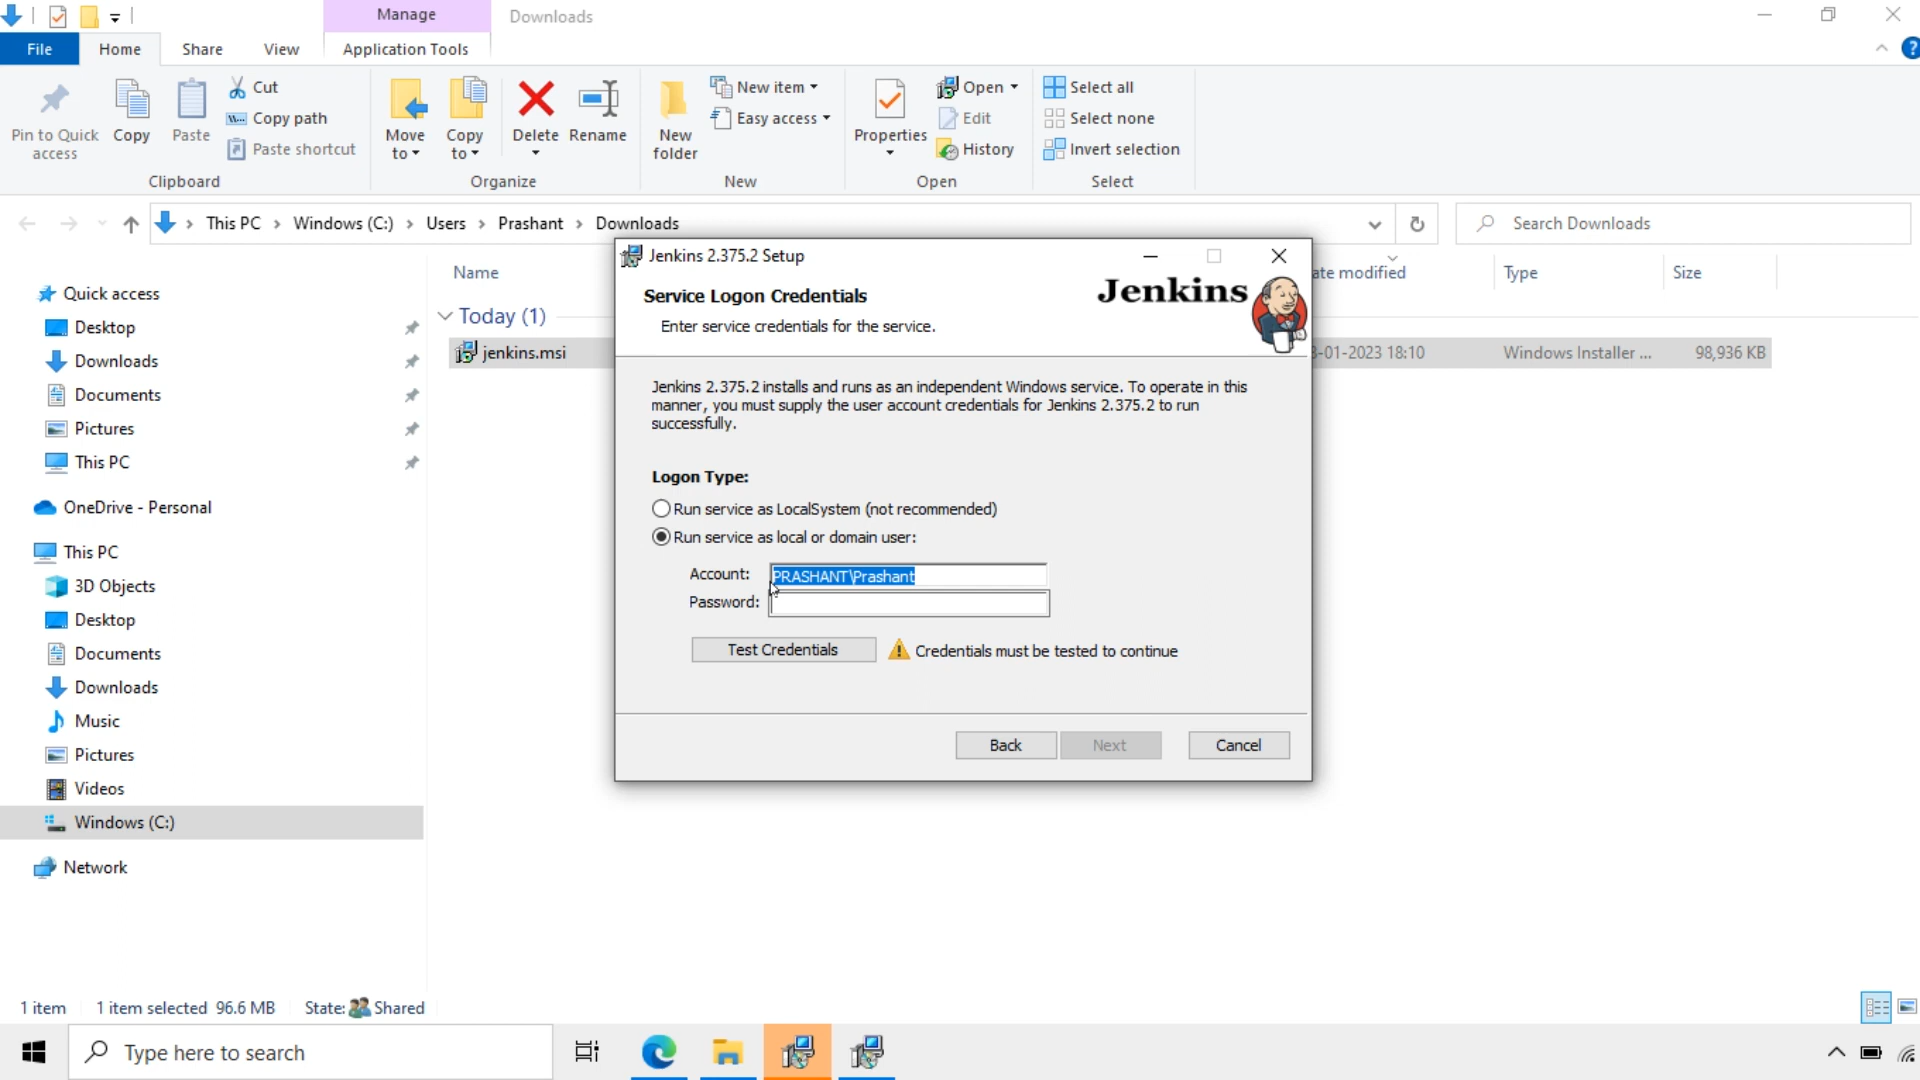 Manage
Downloads
File
Home
Share
View
Application Tools
?
Pin to Quick access
Copy
Paste
Cut
Copy path
Paste shortcut
Clipboard
Move to
Copy to
Delete
Rename
Organize
New folder
New item
Easy access
New
Properties
Open
Edit
History
Open
Select all
Select none
Invert selection
Select
This PC
Windows (C:)
Users
Prashant
Downloads
Search Downloads
Quick access
Desktop
Downloads
Documents
Pictures
This PC
OneDrive - Personal
This PC
3D Objects
Desktop
Documents
Downloads
Music
Pictures
Videos
Windows (C:)
Network
Name
ate modified
Type
Size
Today (1)
jenkins.msi
-01-2023 18:10
Windows Installer ...
98,936 KB
Jenkins 2.375.2 Setup
Service Logon Credentials
Enter service credentials for the service.
Jenkins
Jenkins 2.375.2 installs and runs as an independent Windows service. To operate in this
manner, you must supply the user account credentials for Jenkins 2.375.2 to run
successfully.
Logon Type:
Run service as LocalSystem (not recommended)
Run service as local or domain user:
Account:
PRASHANT\Prashant
Password:
Test Credentials
Credentials must be tested to continue
Back
Next
Cancel
1 item
1 item selected 96.6 MB
State:
Shared
Type here to search